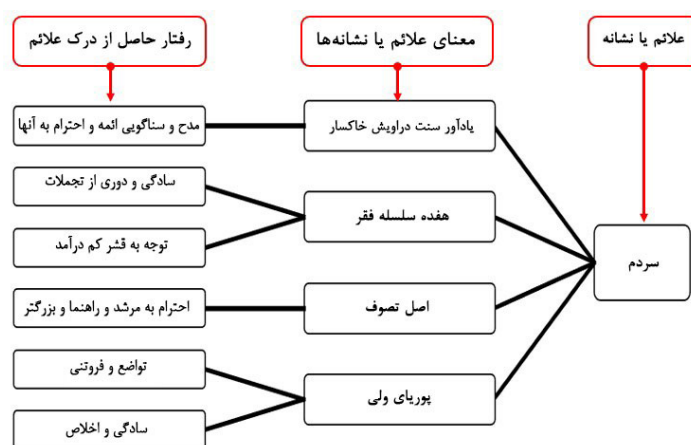 علائم یا نشانه
معنای علائم یا نشانه‌ها
رفتار حاصل از درک علائم
سردم
یادآور سنت دراویش خاکسار
مدح و سناگویی ائمه و احترام به آنها
هفده سلسله فقر
سادگی و دوری از تجملات
توجه به قشر کم درآمد
اصل تصوف
احترام به مرشد و راهنما و بزرگتر
پوریای ولی
تواضع و فروتنی
سادگی و اخلاص